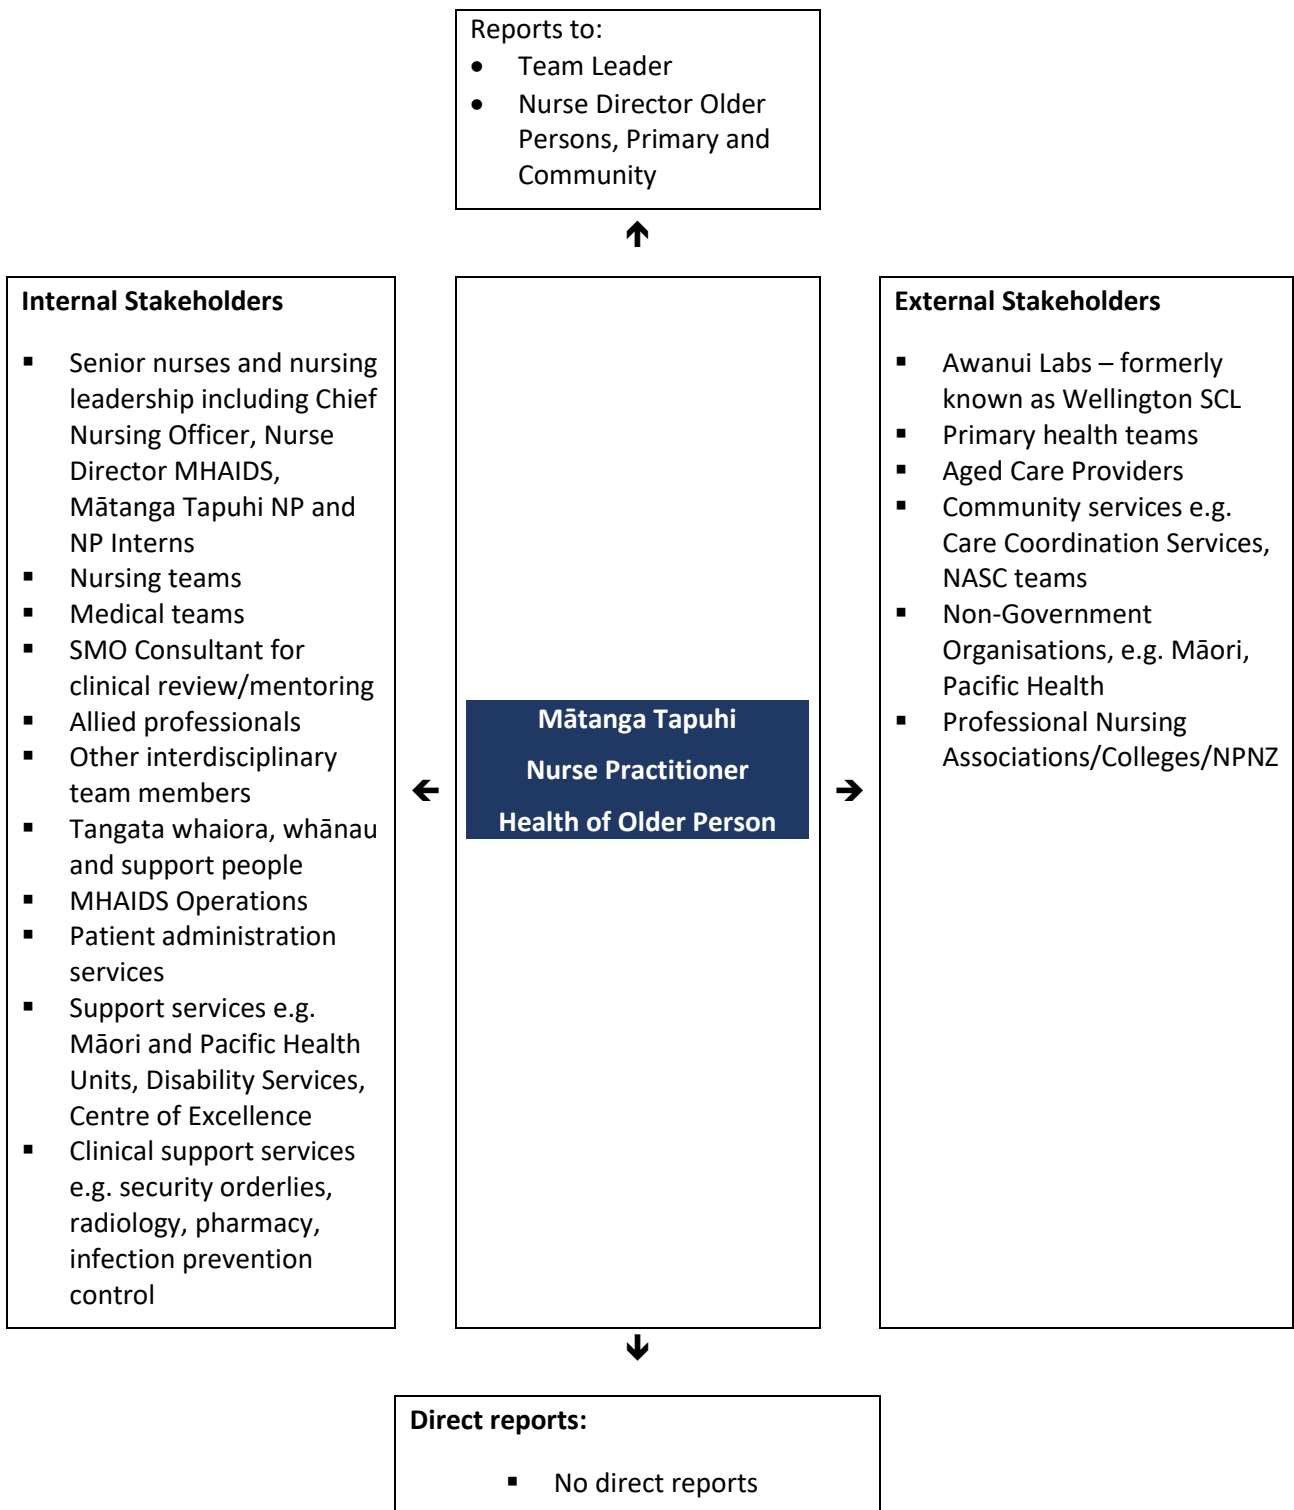 Reports to:
• Team Leader
• Nurse Director Older
Persons, Primary and
Community
↑
Internal Stakeholders
▪ Senior nurses and nursing
leadership including Chief
Nursing Officer, Nurse
Director MHAIDS,
Mātanga Tapuhi NP and
NP Interns
▪ Nursing teams
▪ Medical teams
▪ SMO Consultant for
clinical review/mentoring
▪ Allied professionals
▪ Other interdisciplinary
team members
▪ Tangata whaiora, whānau
and support people
▪ MHAIDS Operations
▪ Patient administration
services
▪ Support services e.g.
Māori and Pacific Health
Units, Disability Services,
Centre of Excellence
▪ Clinical support services
e.g. security orderlies,
radiology, pharmacy,
infection prevention
control
←
Mātanga Tapuhi
Nurse Practitioner
Health of Older Person
→
External Stakeholders
▪ Awanui Labs – formerly
known as Wellington SCL
▪ Primary health teams
▪ Aged Care Providers
▪ Community services e.g.
Care Coordination Services,
NASC teams
▪ Non-Government
Organisations, e.g. Māori,
Pacific Health
▪ Professional Nursing
Associations/Colleges/NPNZ
↓
Direct reports:
▪ No direct reports